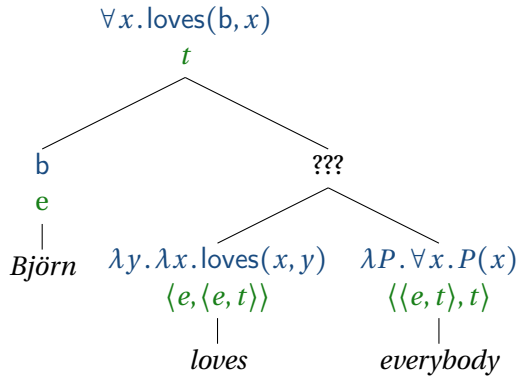 ∀x.loves(b, x)
t
b
???
e
Björn
λy.λx.loves(x, y)
λP.∀x.P(x)
⟨e,⟨e, t⟩⟩
⟨⟨e, t⟩, t⟩
loves
everybody